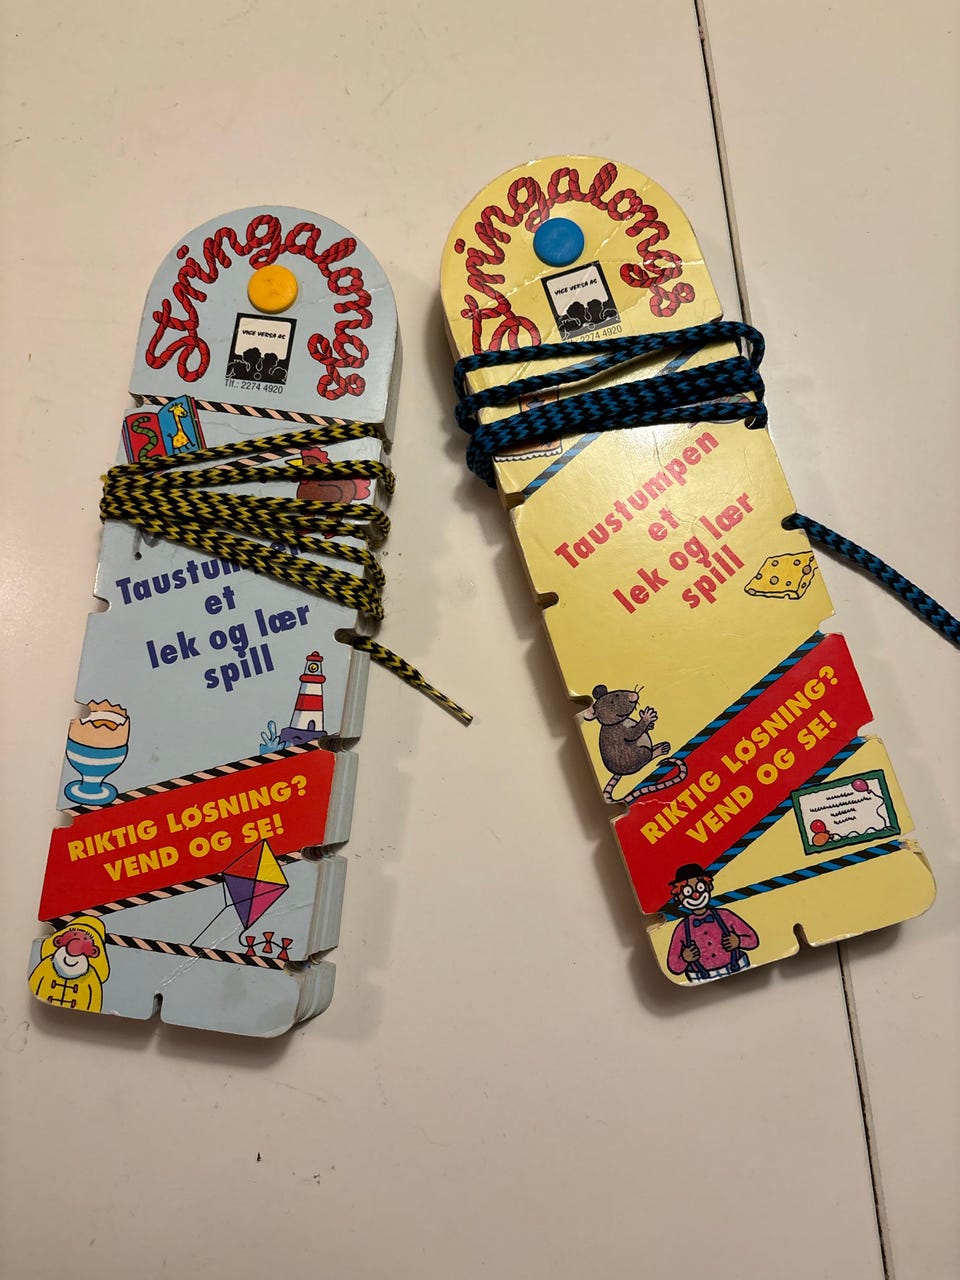 Stringalongs
VICE VERSA AS
Tlf.: 2274 4920
et
lek og lær
spill
RIKTIG LØSNING?
VEND OG SE!
Stringalongs
VICE VERSA AS
Tlf.: 2274 4920
Taustumpen
et
lek og lær
spill
RIKTIG LØSNING?
VEND OG SE!